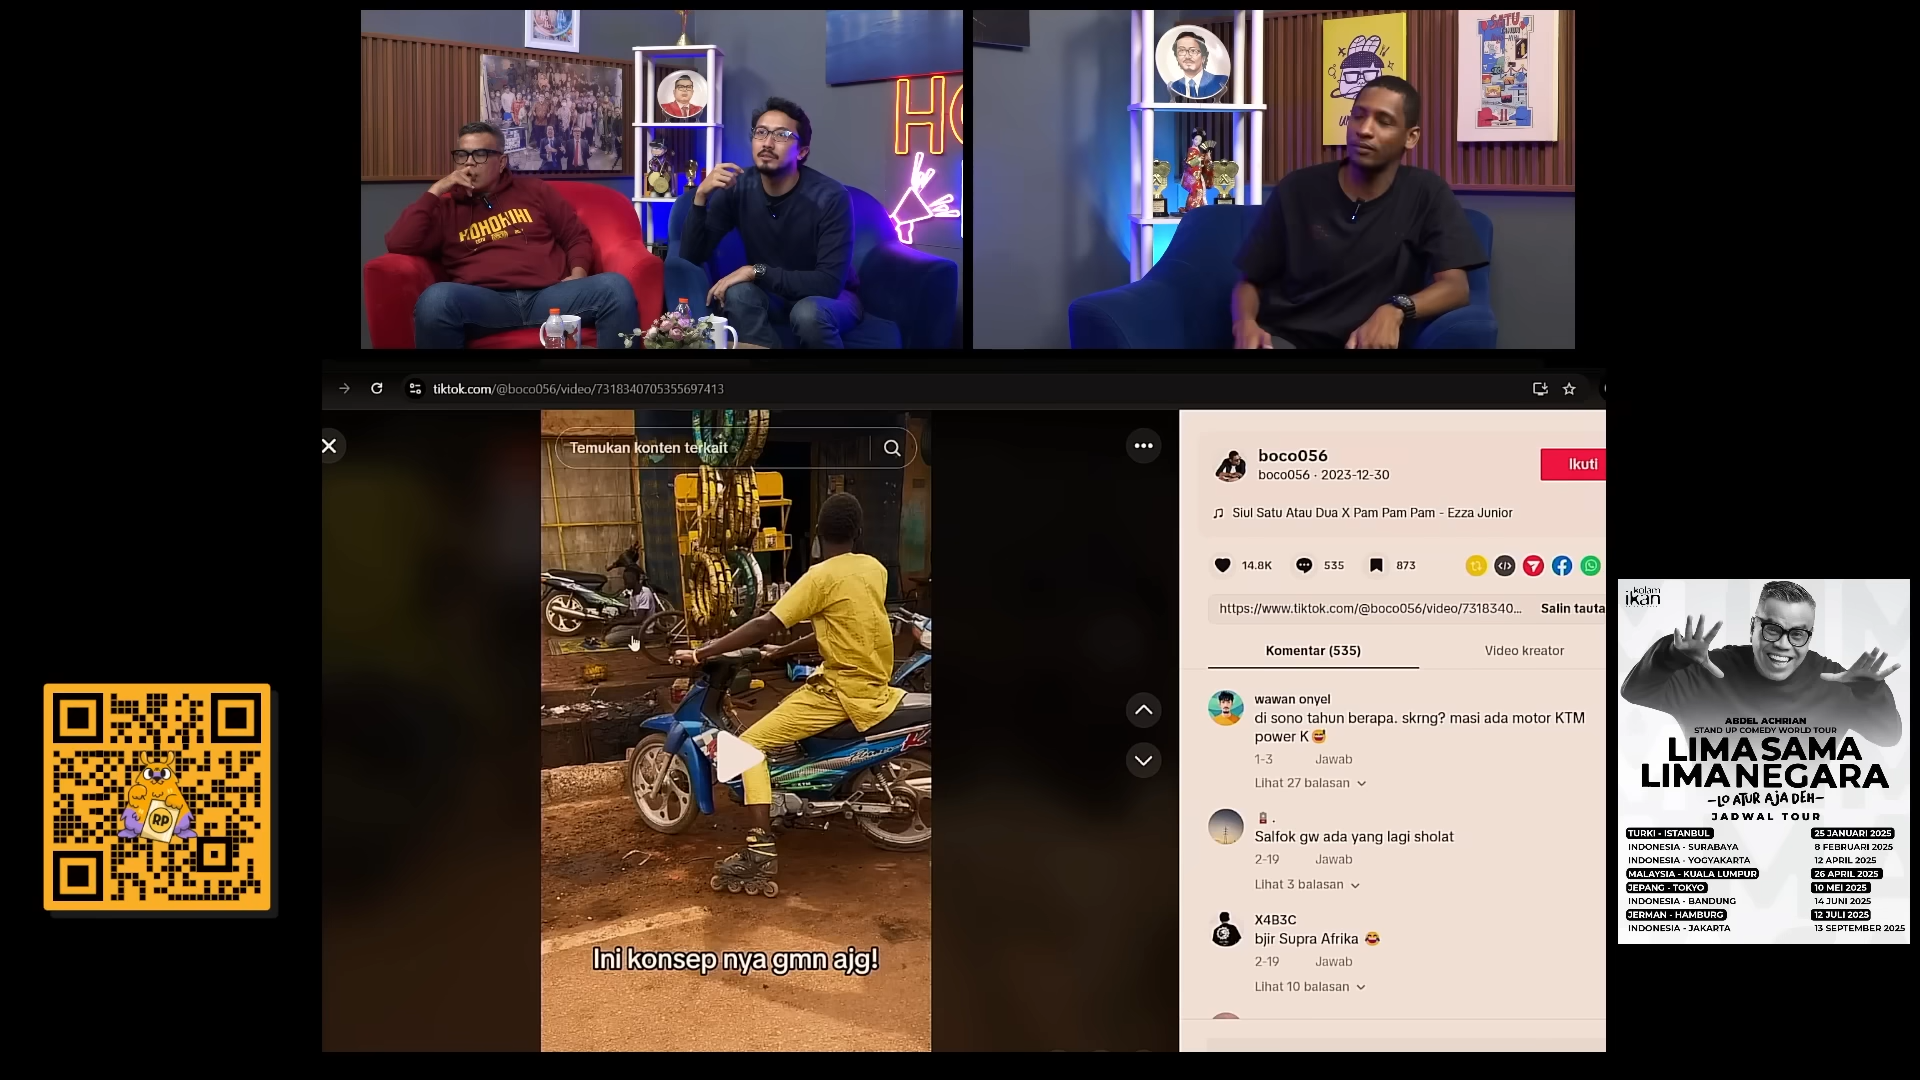 HOHOHIHI
SATU
HO
tiktok.com/@boco056/video/7318340705355697413
Temukan konten terkait
Ini konsep nya gmn ajg!
boco056
boco056 · 2023-12-30
Ikuti
Siul Satu Atau Dua X Pam Pam Pam - Ezza Junior
14.8K
535
873
https://www.tiktok.com/@boco056/video/7318340...
Salin tauta
Komentar (535)
Video kreator
wawan onyel
di sono tahun berapa. skrng? masi ada motor KTM
power K😅
1-3 Jawab
Lihat 27 balasan
.
Salfok gw ada yang lagi sholat
2-19 Jawab
Lihat 3 balasan
X4B3C
bjir Supra Afrika 😂
2-19 Jawab
Lihat 10 balasan
RP
kolam
ikan
ABDEL ACHRIAN
STAND UP COMEDY WORLD TOUR
LIMA SAMA
LIMA NEGARA
-LO ATUR AJA DEH-
JADWAL TOUR
TURKI - ISTANBUL 25 JANUARI 2025
INDONESIA - SURABAYA 8 FEBRUARI 2025
INDONESIA - YOGYAKARTA 12 APRIL 2025
MALAYSIA - KUALA LUMPUR 26 APRIL 2025
JEPANG - TOKYO 10 MEI 2025
INDONESIA - BANDUNG 14 JUNI 2025
JERMAN - HAMBURG 12 JULI 2025
INDONESIA - JAKARTA 13 SEPTEMBER 2025